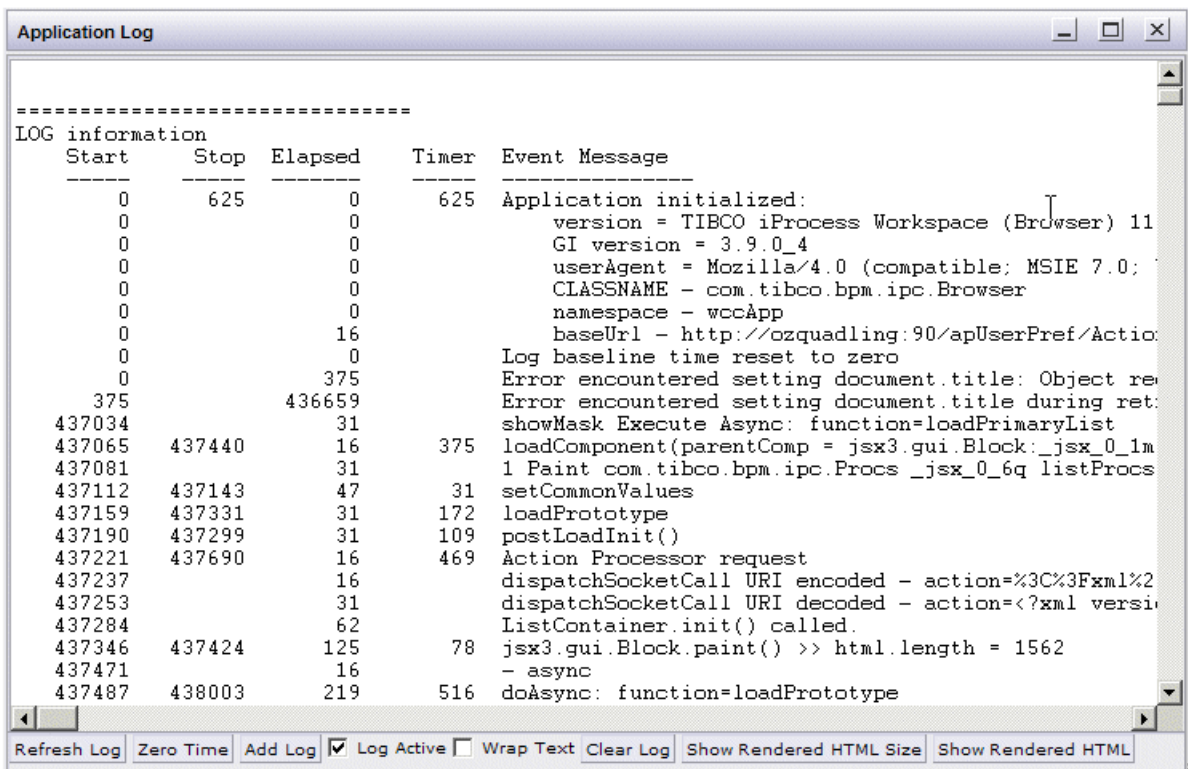 Application Log
===============================
LOG information
Start Stop Elapsed Timer Event Message
----- ----- ------- ----- ---------------
0 625 0 625 Application initialized:
0 0 version = TIBCO iProcess Workspace (Browser) 11
0 0 GI version = 3.9.0_4
0 0 userAgent = Mozilla/4.0 (compatible; MSIE 7.0;
0 0 CLASSNAME – com.tibco.bpm.ipc.Browser
0 0 namespace – wccApp
0 16 baseUrl – http://ozquadling:90/apUserPref/Actio
0 0 Log baseline time reset to zero
0 375 Error encountered setting document.title: Object re
375 436659 Error encountered setting document.title during ret
437034 31 showMask Execute Async: function=loadPrimaryList
437065 437440 16 375 loadComponent(parentComp = jsx3.gui.Block:_jsx_0_1m
437081 31 1 Paint com.tibco.bpm.ipc.Procs _jsx_0_6q listProcs
437112 437143 47 31 setCommonValues
437159 437331 31 172 loadPrototype
437190 437299 31 109 postLoadInit()
437221 437690 16 469 Action Processor request
437237 16 dispatchSocketCall URI encoded – action=%3C%3Fxml%2
437253 31 dispatchSocketCall URI decoded – action=<?xml versi
437284 62 ListContainer.init() called.
437346 437424 125 78 jsx3.gui.Block.paint() >> html.length = 1562
437471 16 – async
437487 438003 219 516 doAsync: function=loadPrototype
Refresh Log Zero Time Add Log Log Active Wrap Text Clear Log Show Rendered HTML Size Show Rendered HTML